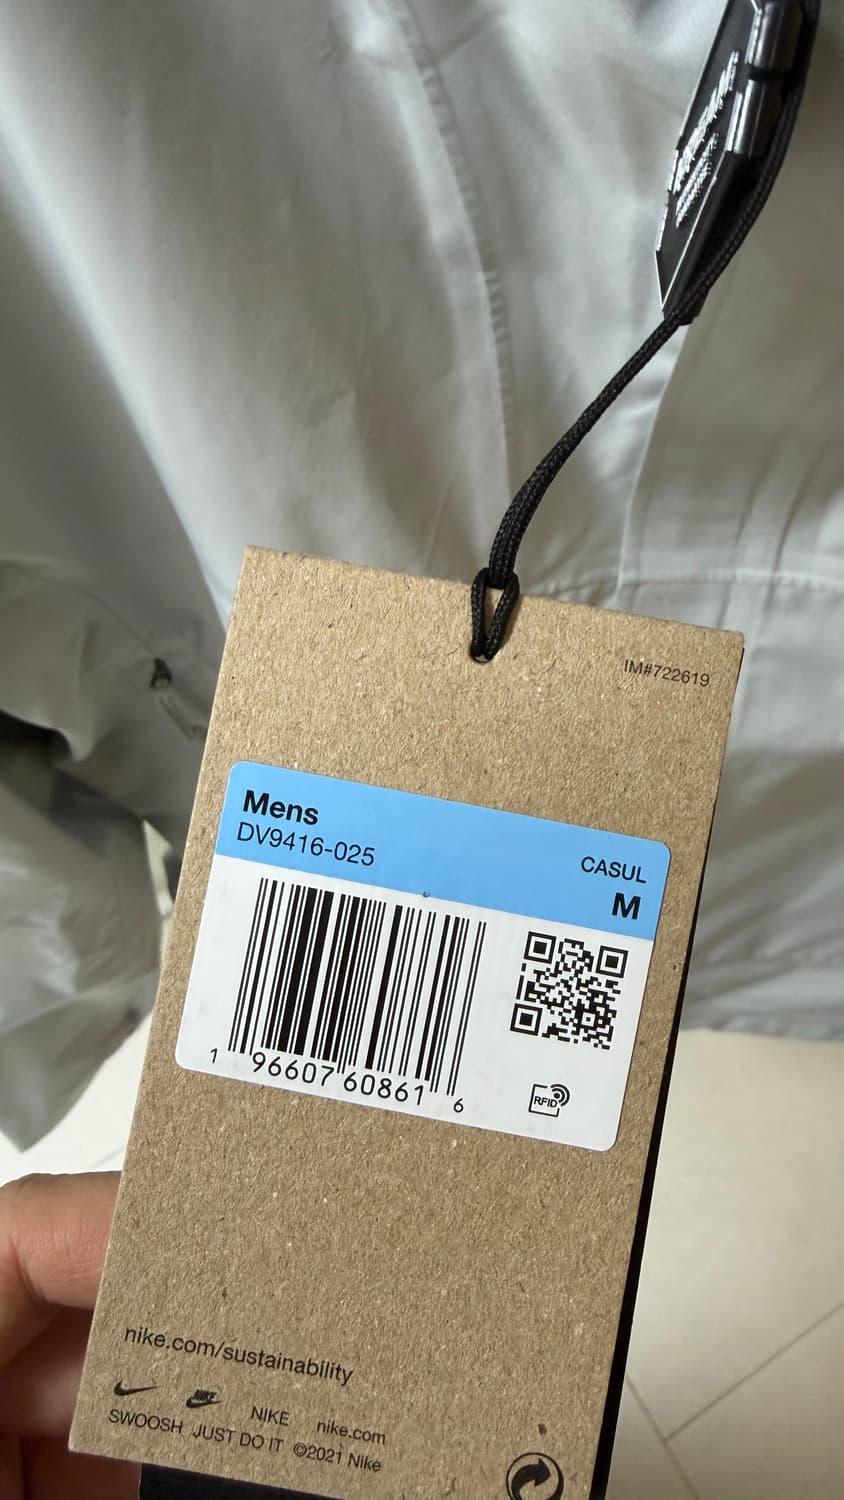 IM#722619
Mens
DV9416-025
CASUL
M
1 96607 60861 6
RFID
nike.com/sustainability
NIKE nike.com
SWOOSH JUST DO IT ©2021 Nike